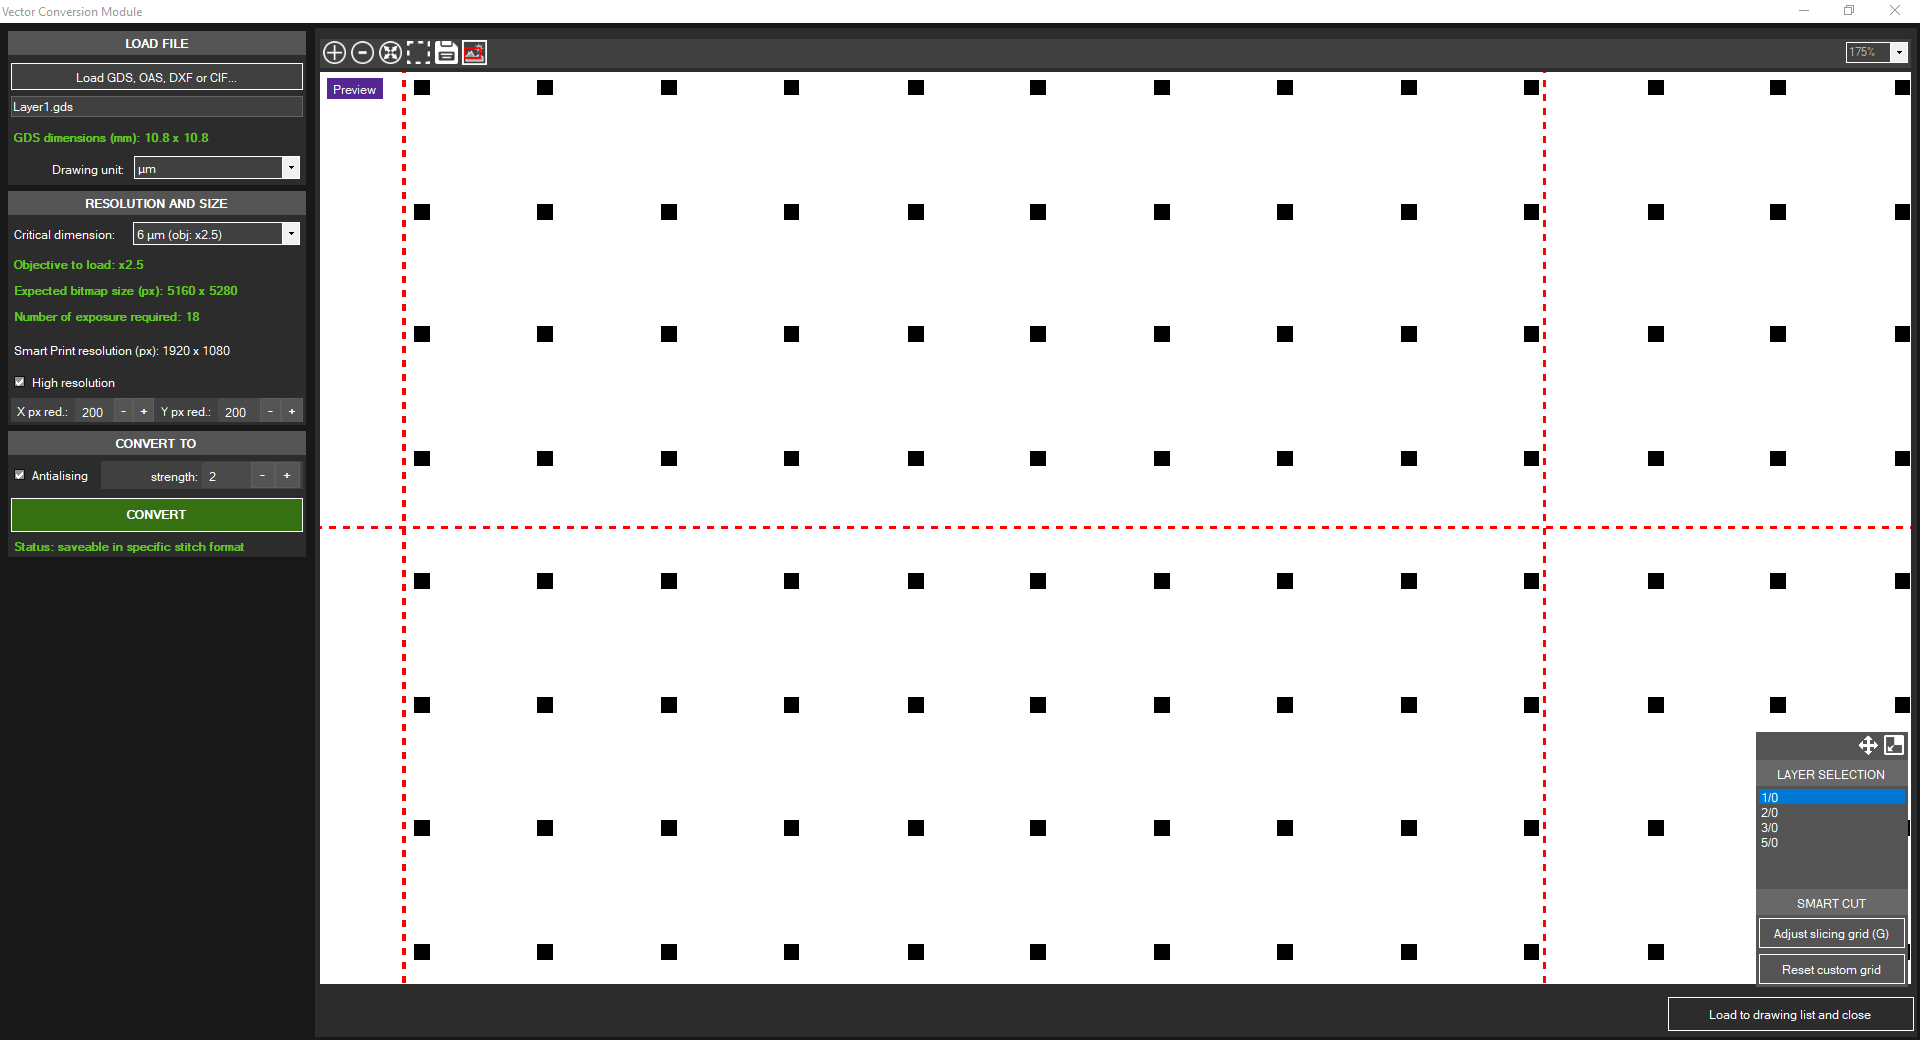 Vector Conversion Module
LOAD FILE
Load GDS, OAS, DXF or CIF...
Layer1.gds
GDS dimensions (mm): 10.8 x 10.8
Drawing unit: µm
RESOLUTION AND SIZE
Critical dimension: 6 µm (obj: x2.5)
Objective to load: x2.5
Expected bitmap size (px): 5160 x 5280
Number of exposure required: 18
Smart Print resolution (px): 1920 x 1080
High resolution
X px red.: 200 - + Y px red.: 200 - +
CONVERT TO
Antialising strength: 2 - +
CONVERT
Status: saveable in specific stitch format
175%
Preview
LAYER SELECTION
1/0
2/0
3/0
5/0
SMART CUT
Adjust slicing grid (G)
Reset custom grid
Load to drawing list and close